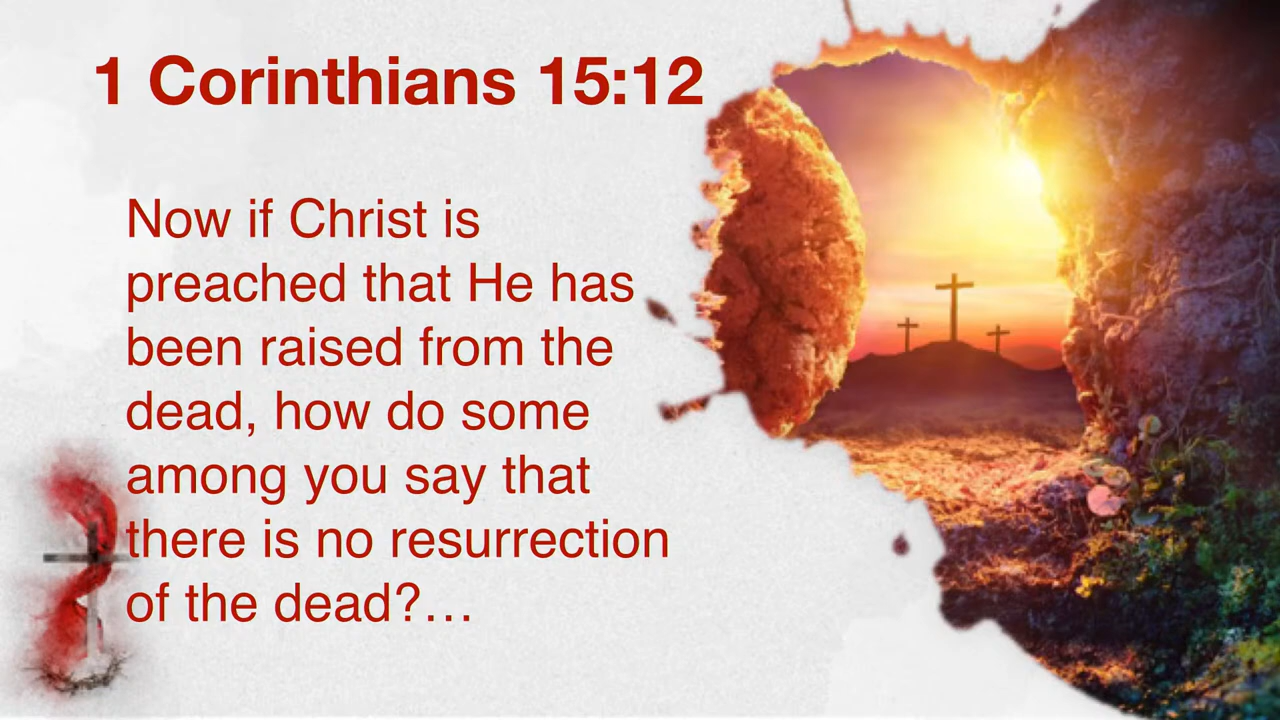 1 Corinthians 15:12
Now if Christ is
preached that He has
been raised from the
dead, how do some
among you say that
there is no resurrection
of the dead?…